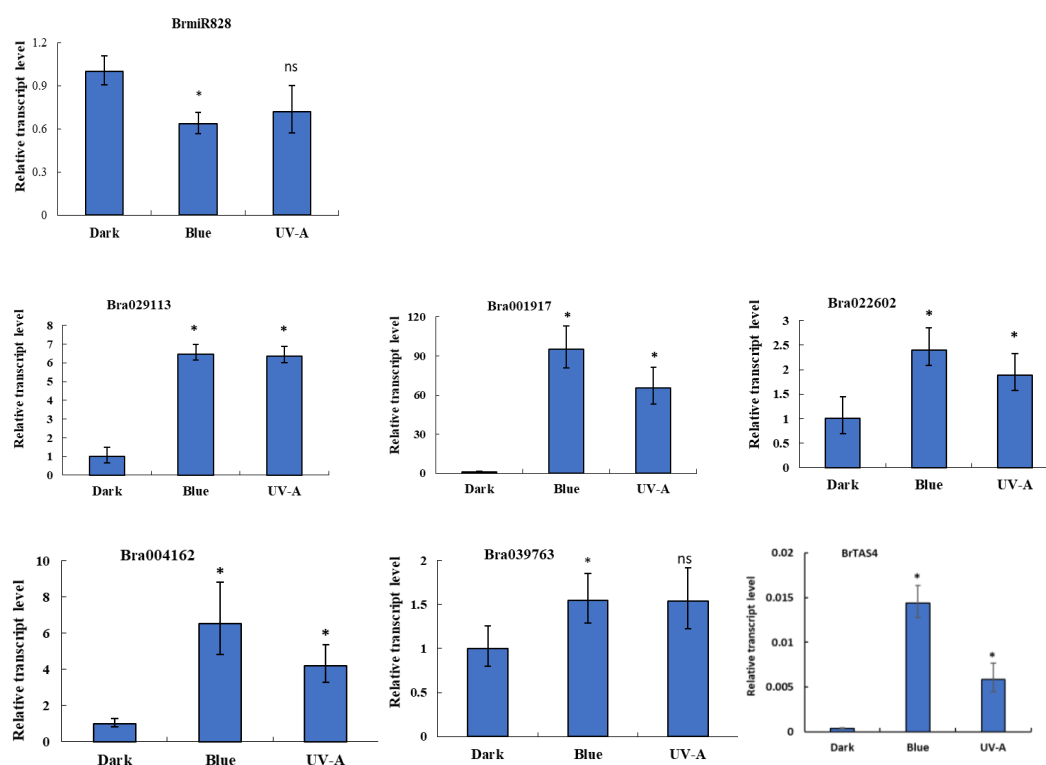 BrmiR828
Relative transcript level
1.2
0.9
0.6
0.3
0
*
ns
Dark Blue UV-A
Bra029113
Relative transcript level
8
7
6
5
4
3
2
1
0
* *
Dark Blue UV-A
Bra001917
Relative transcript level
120
90
60
30
0
*
*
Dark Blue UV-A
Bra022602
Relative transcript level
3
2.5
2
1.5
1
0.5
0
*
*
Dark Blue UV-A
Bra004162
Relative transcript level
10
8
6
4
2
0
*
*
Dark Blue UV-A
Bra039763
Relative transcript level
2
1.5
1
0.5
0
*
ns
Dark Blue UV-A
BrTAS4
Relative transcript level
0.02
0.015
0.01
0.005
0
*
*
Dark Blue UV-A